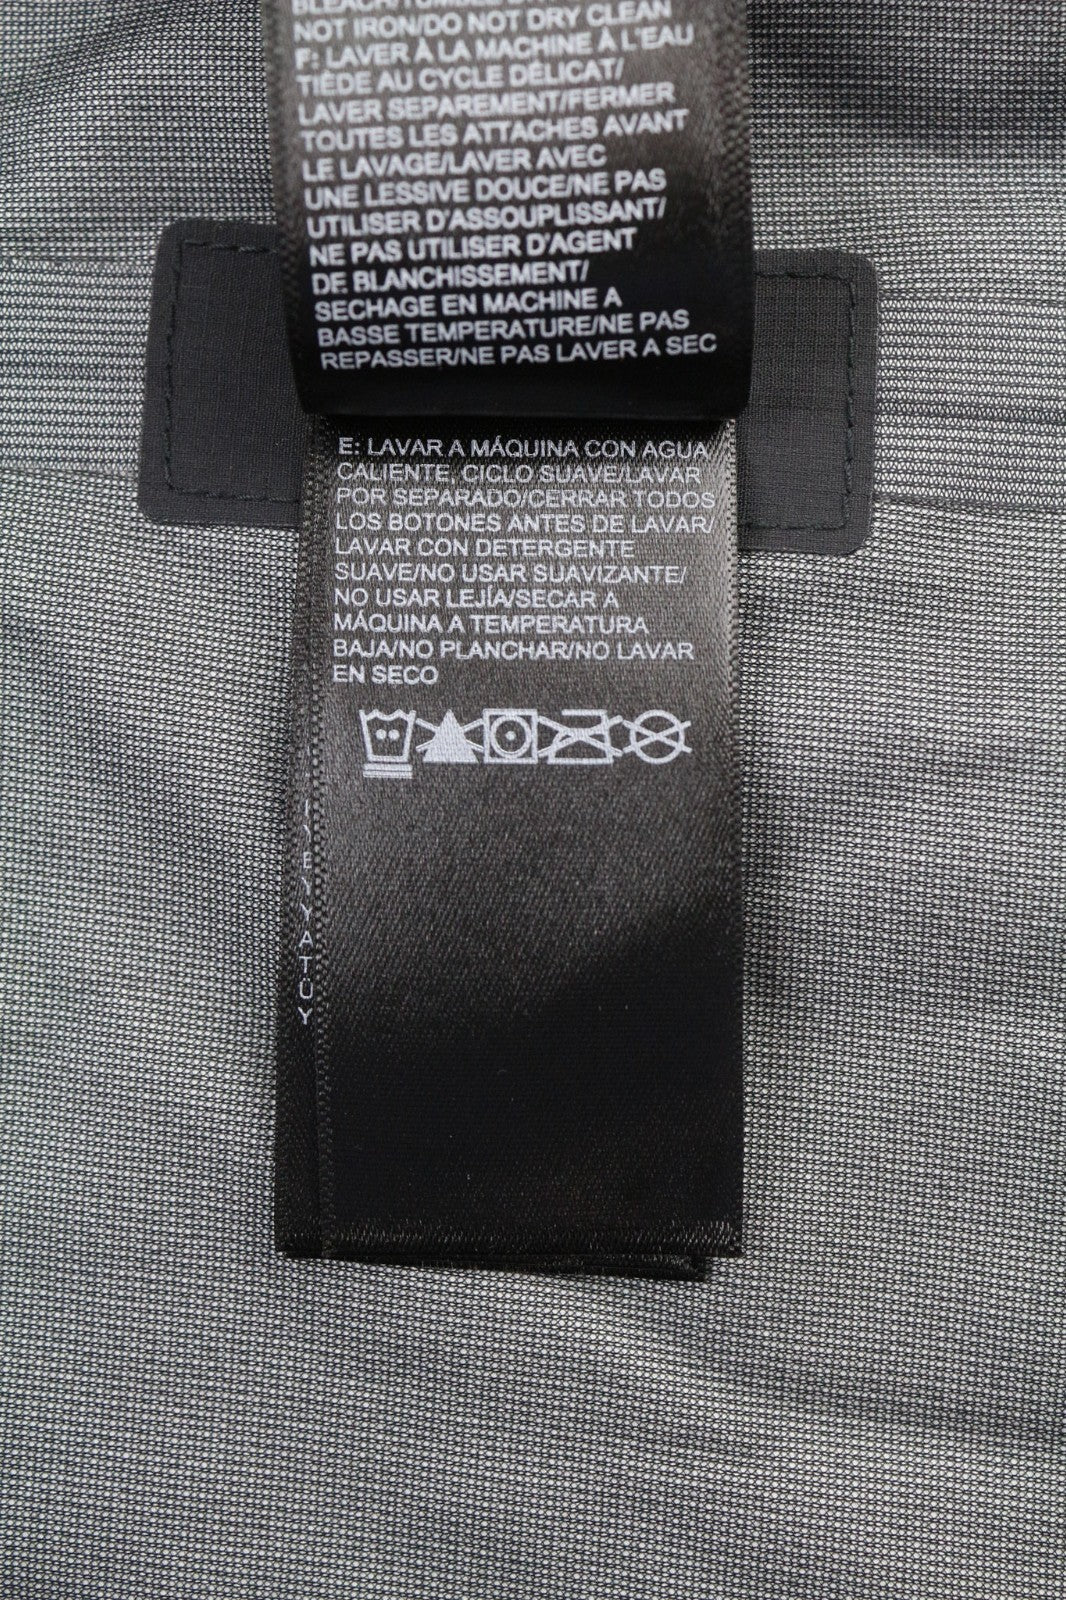 NOT IRON/DO NOT DRY CLEAN
F: LAVER À LA MACHINE À L'EAU
TIÈDE AU CYCLE DÉLICAT/
LAVER SEPAREMENT/FERMER
TOUTES LES ATTACHES AVANT
LE LAVAGE/LAVER AVEC
UNE LESSIVE DOUCE/NE PAS
UTILISER D'ASSOUPLISSANT/
NE PAS UTILISER D'AGENT
DE BLANCHISSEMENT/
SECHAGE EN MACHINE A
BASSE TEMPERATURE/NE PAS
REPASSER/NE PAS LAVER A SEC
E: LAVAR A MÁQUINA CON AGUA
CALIENTE, CICLO SUAVE/LAVAR
POR SEPARADO/CERRAR TODOS
LOS BOTONES ANTES DE LAVAR/
LAVAR CON DETERGENTE
SUAVE/NO USAR SUAVIZANTE/
NO USAR LEJÍA/SECAR A
MÁQUINA A TEMPERATURA
BAJA/NO PLANCHAR/NO LAVAR
EN SECO